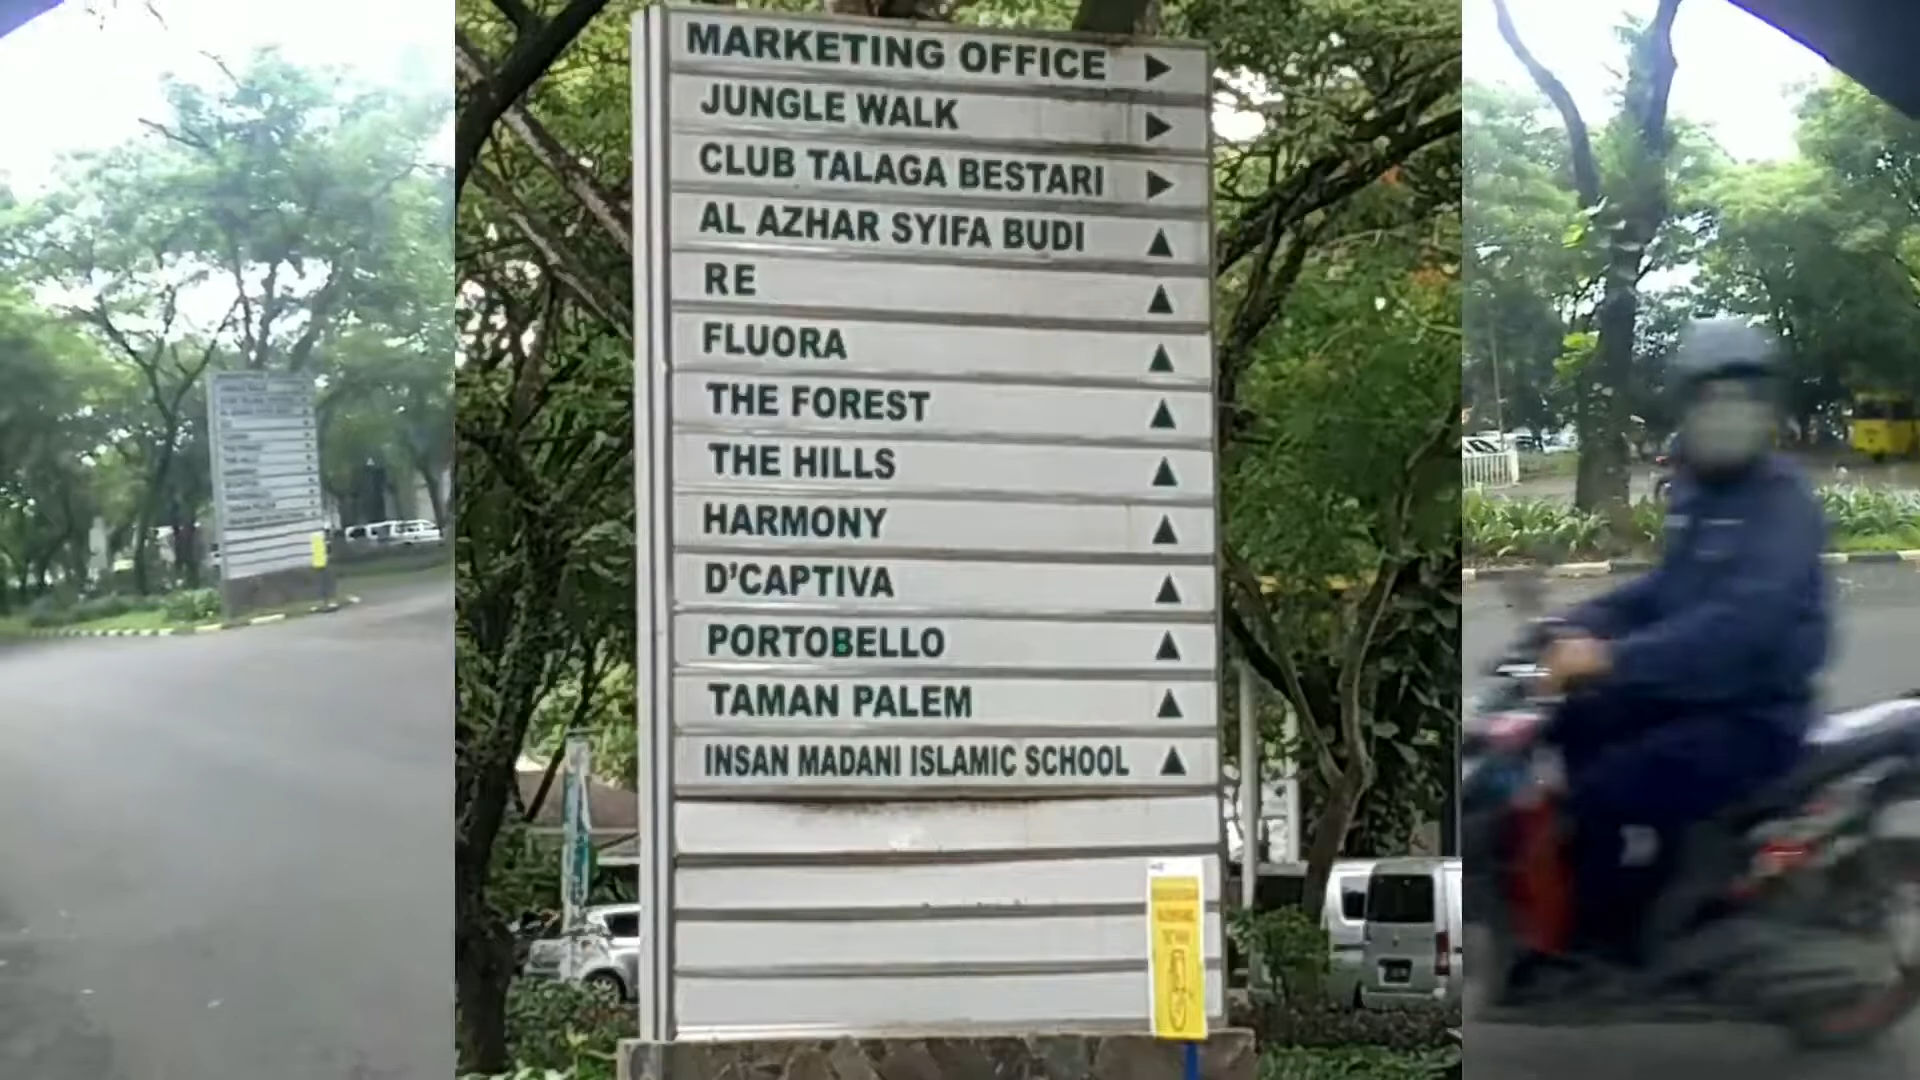 MARKETING OFFICE ▶
JUNGLE WALK ▶
CLUB TALAGA BESTARI ▶
AL AZHAR SYIFA BUDI ▲
RE ▲
FLUORA ▲
THE FOREST ▲
THE HILLS ▲
HARMONY ▲
D'CAPTIVA ▲
PORTOBELLO ▲
TAMAN PALEM ▲
INSAN MADANI ISLAMIC SCHOOL ▲